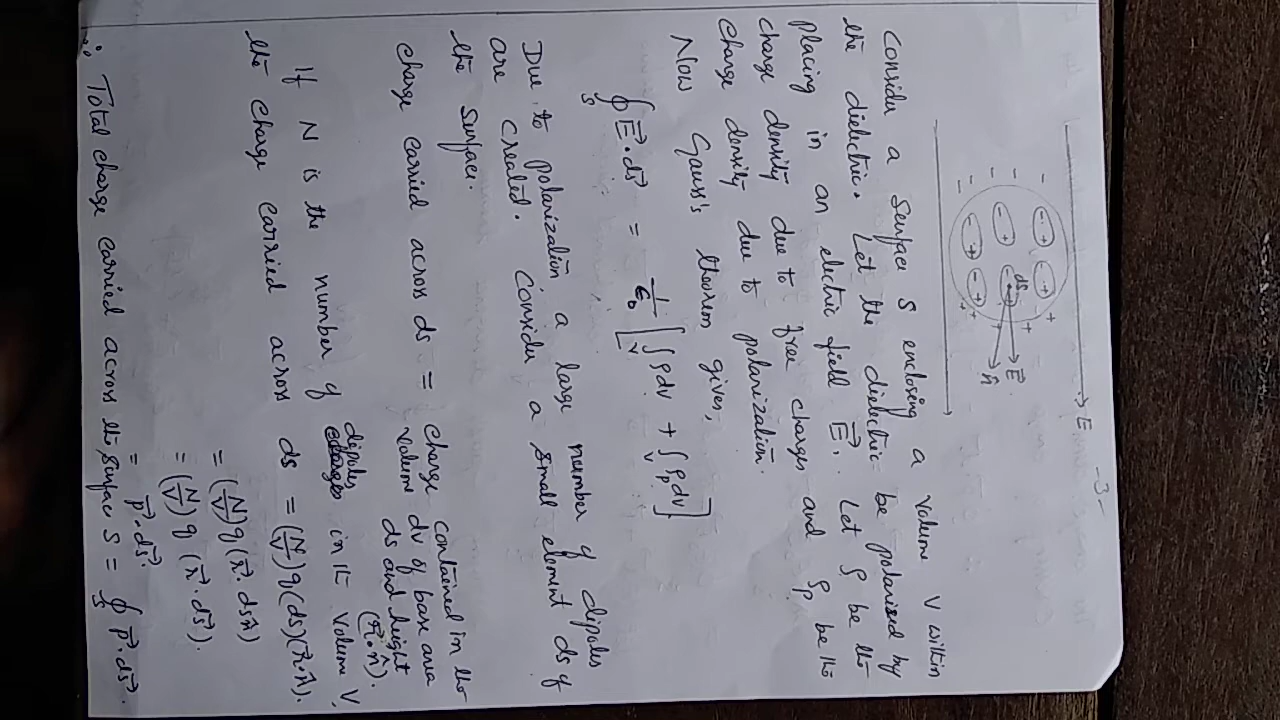 -3-
E
- + - + - + - + - + - +
ds E⃗ n̂
Consider a Surface S enclosing a volume V within
the dielectric. Let the dielectric be polarised by
placing in an electric field E⃗. Let ρ be the
charge density due to free charges and ρp be the
charge density due to polarization.
Now Gauss's theorem gives,
∮s E⃗·ds⃗ = 1/ε₀ [∫v ρdv + ∫v ρp dv]
Due to polarization a large number of dipoles
are created. Consider a small element ds of
the surface.
charge carried across ds = charge contained in the
volume dv of base area
ds and height
(r⃗·n̂).
If N is the number of dipoles in the volume V,
the charge carried across ds = (N/V)q(ds)(r⃗·n̂).
= (N/V)q(r⃗·dsn̂)
= (N/V)q(r⃗·ds⃗).
= P⃗·ds⃗.
∴ Total charge carried across the surface S = ∮s P⃗·ds⃗.